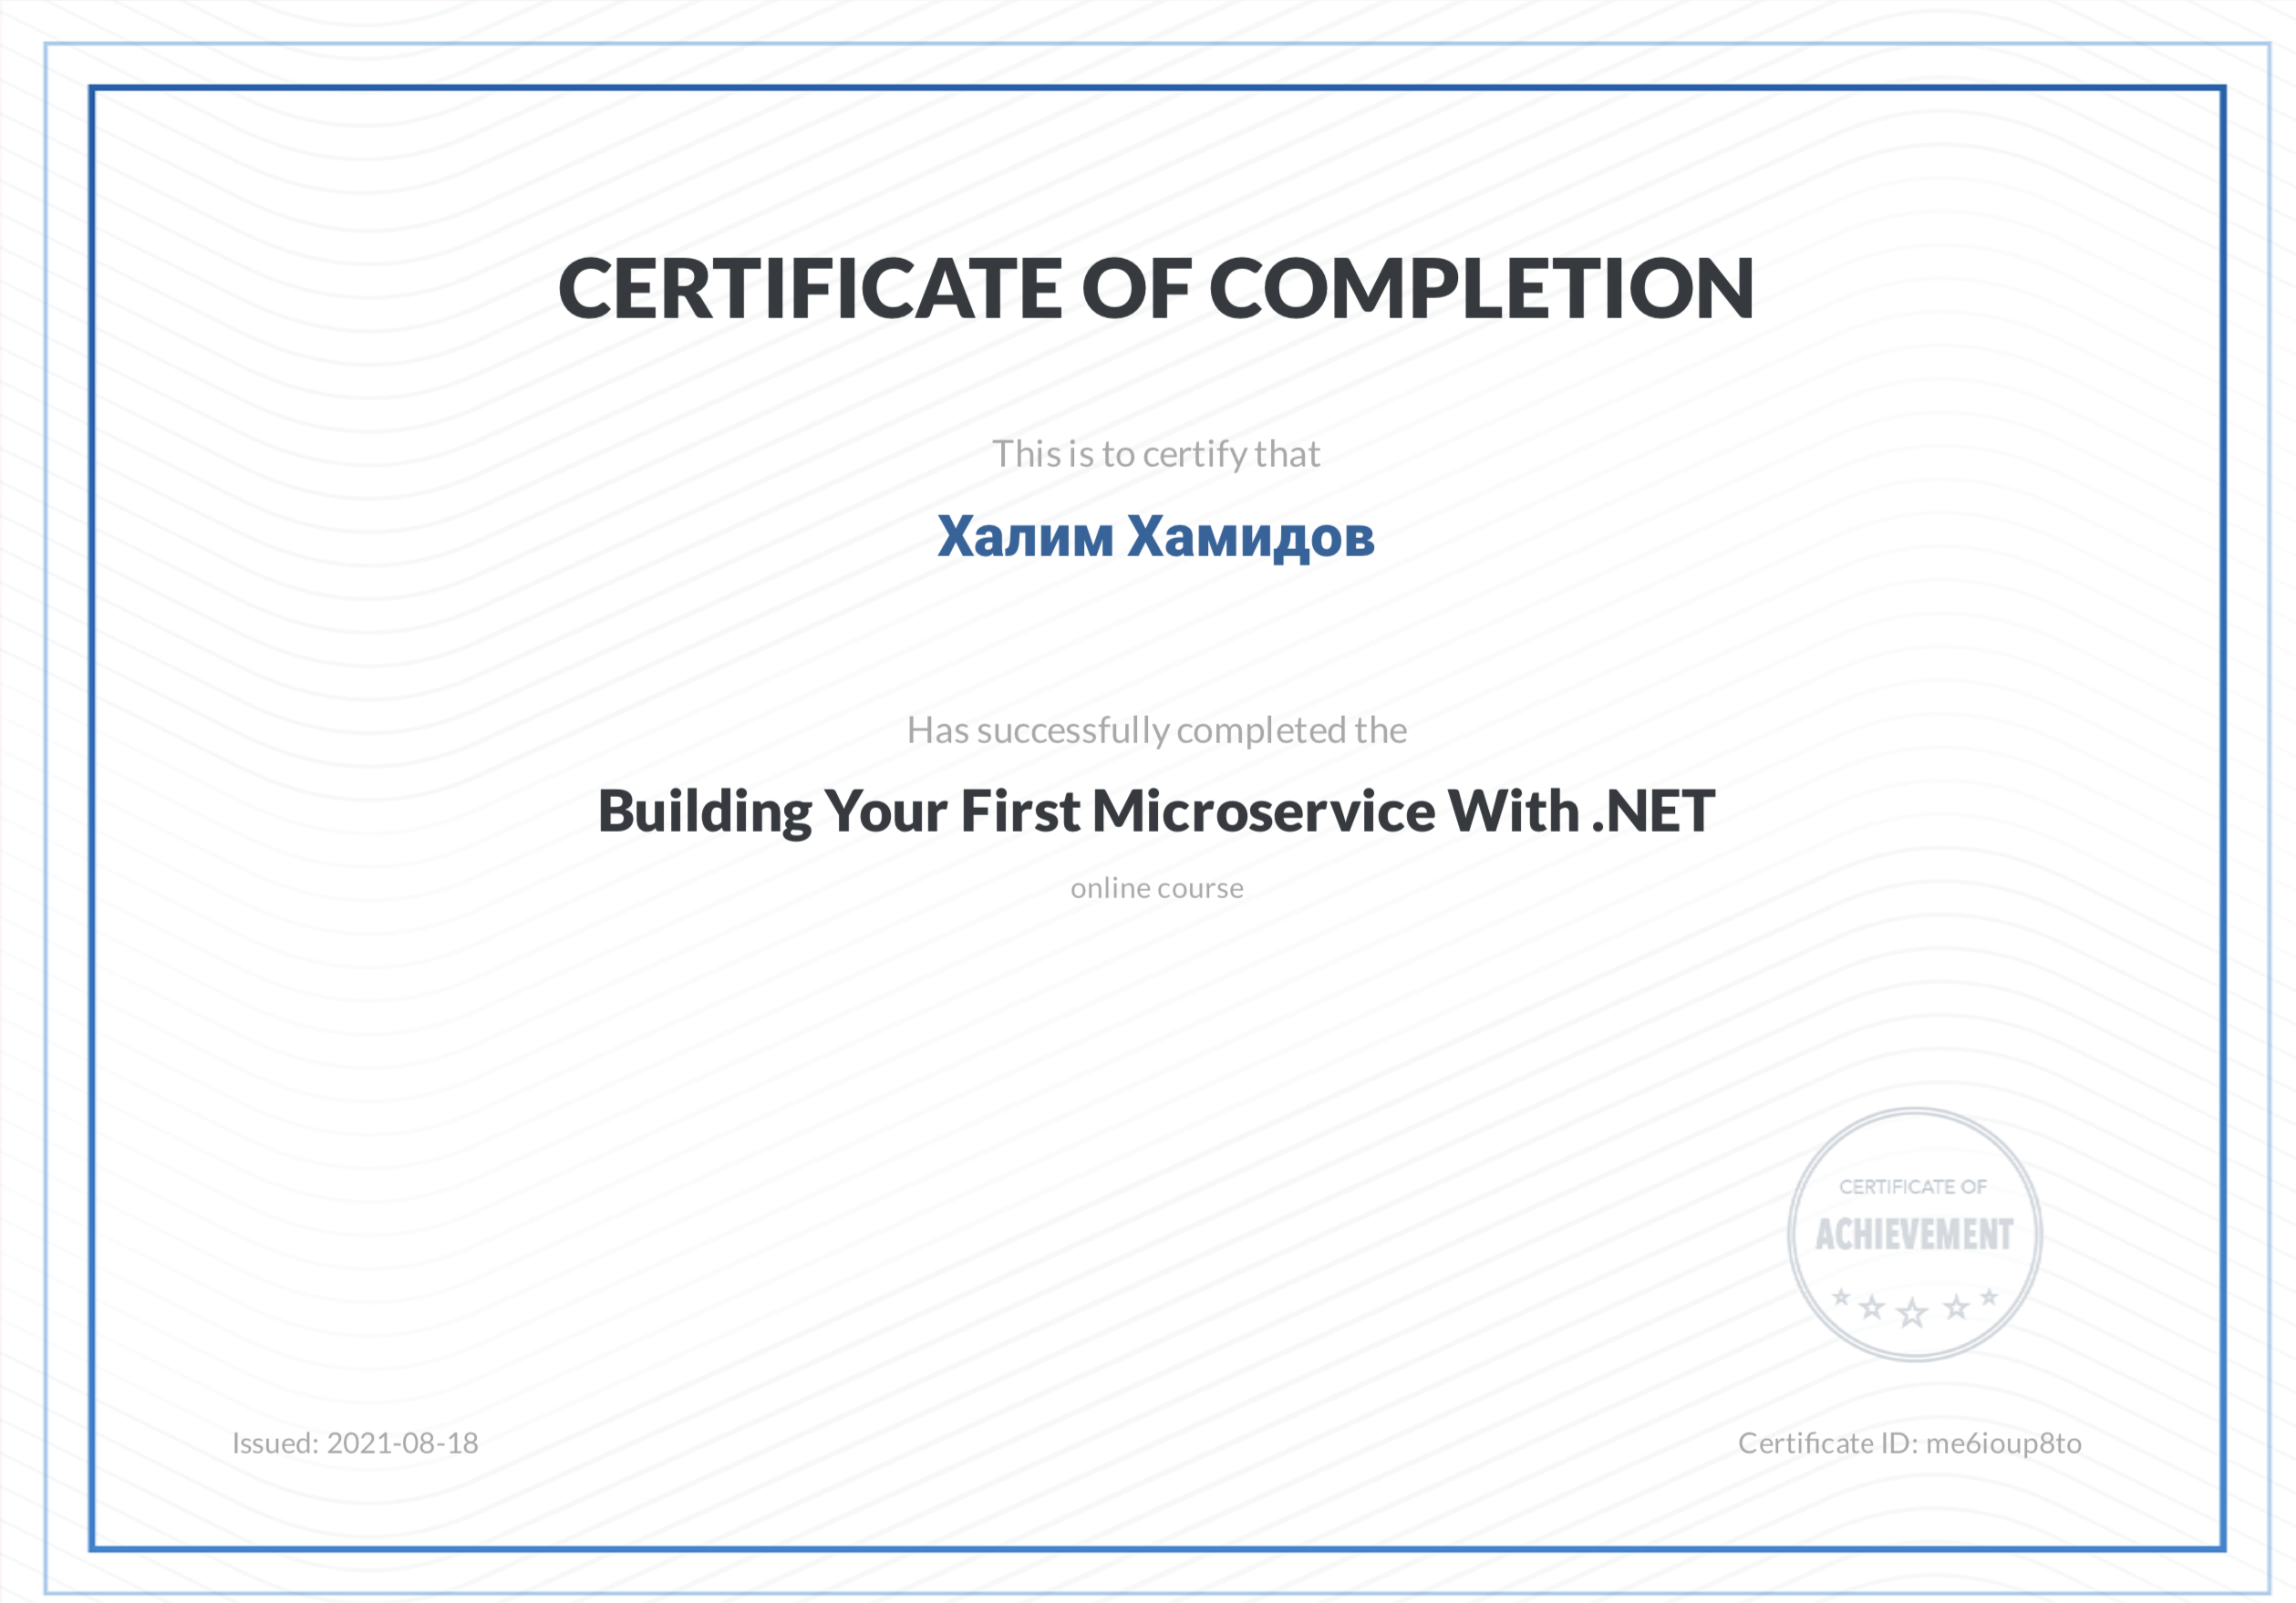 CERTIFICATE OF COMPLETION
This is to certify that
Халим Хамидов
Has successfully completed the
Building Your First Microservice With .NET
online course
CERTIFICATE OF
ACHIEVEMENT
Issued: 2021-08-18
Certificate ID: me6ioup8to